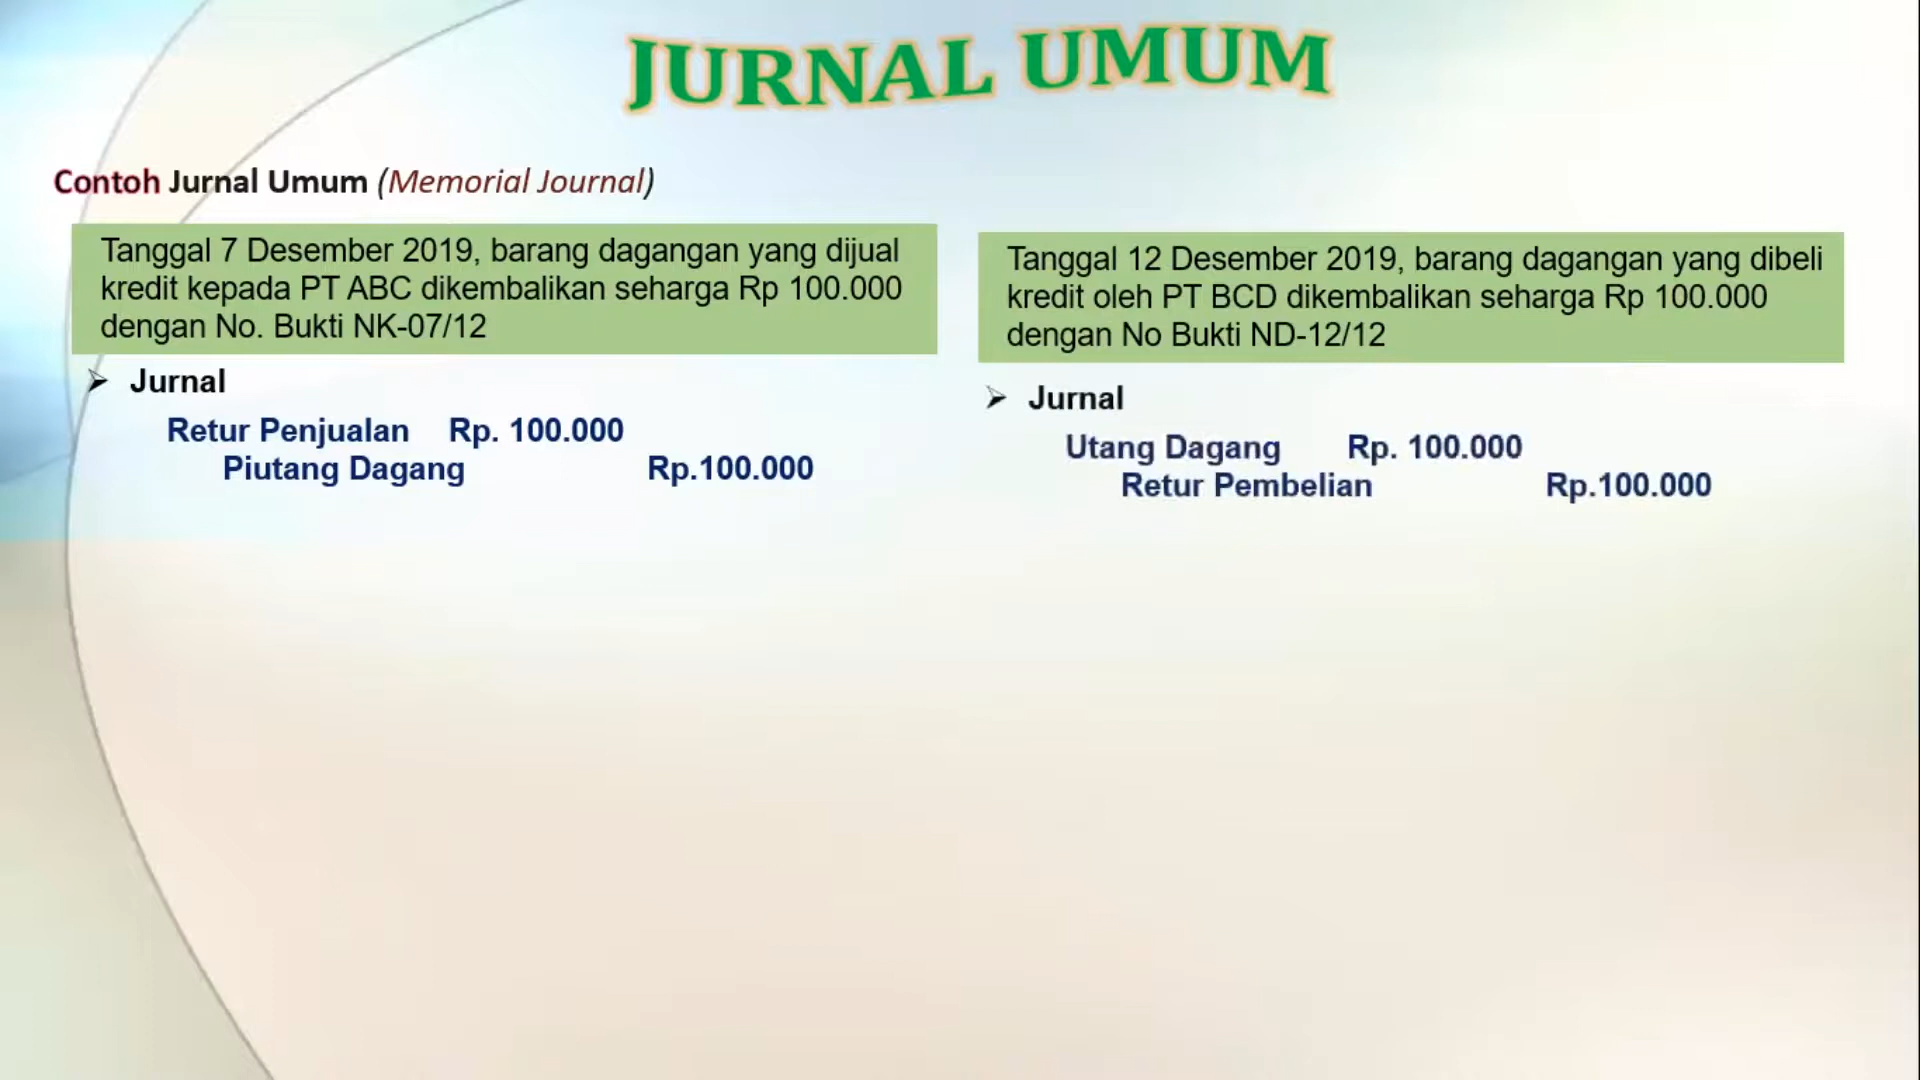 JURNAL UMUM
Contoh Jurnal Umum (Memorial Journal)
Tanggal 7 Desember 2019, barang dagangan yang dijual
kredit kepada PT ABC dikembalikan seharga Rp 100.000
dengan No. Bukti NK-07/12
➢ Jurnal
Retur Penjualan Rp. 100.000
Piutang Dagang Rp.100.000
Tanggal 12 Desember 2019, barang dagangan yang dibeli
kredit oleh PT BCD dikembalikan seharga Rp 100.000
dengan No Bukti ND-12/12
➢ Jurnal
Utang Dagang Rp. 100.000
Retur Pembelian Rp.100.000